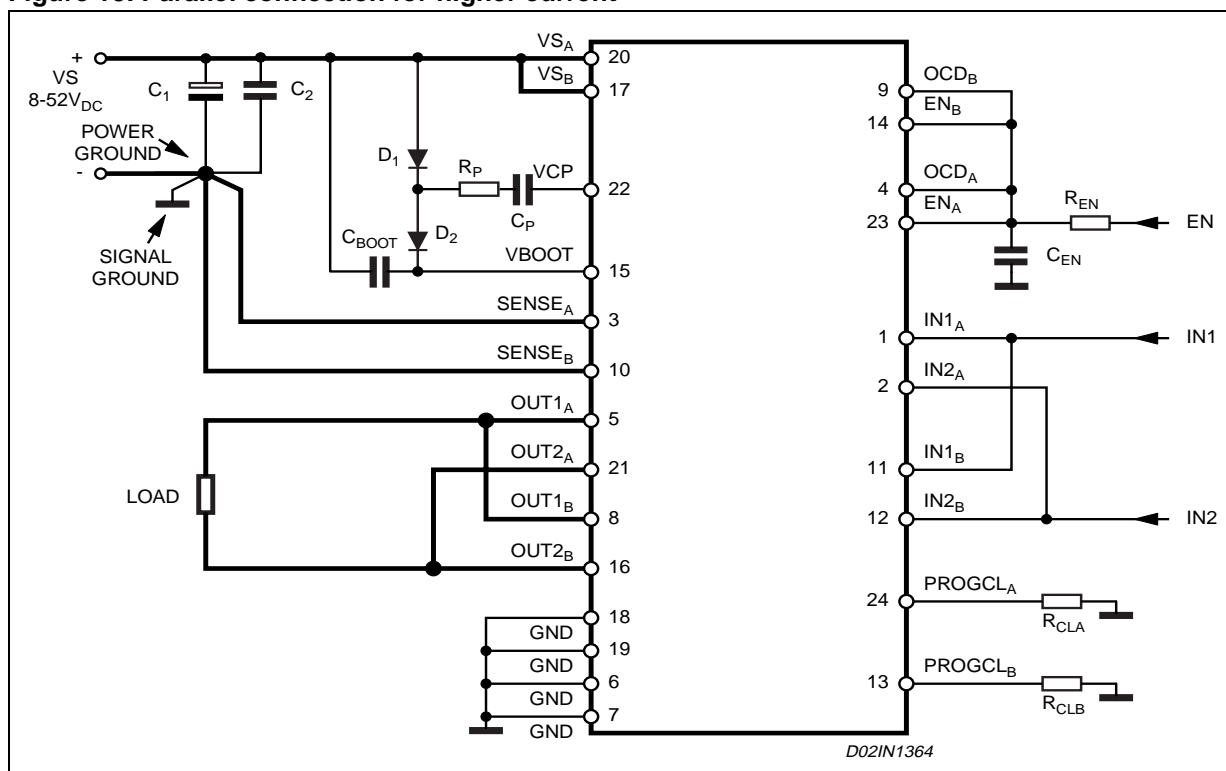 Figure Parallel connection for higher current
+
VS
8-52V_DC
C1
C2
POWER
GROUND
-
SIGNAL
GROUND
D1
RP
VCP
CP
D2
CBOOT
VBOOT
VSA
20
VSB
17
22
15
SENSEA
3
SENSEB
10
OUT1A
5
OUT2A
21
LOAD
OUT1B
8
OUT2B
16
18
GND
19
GND
6
GND
7
GND
9
OCDB
ENB
14
4
OCDA
ENA
23
REN
EN
CEN
1
IN1A
IN1
2
IN2A
11
IN1B
12
IN2B
IN2
24
PROGCLA
RCLA
13
PROGCLB
RCLB
D02IN1364